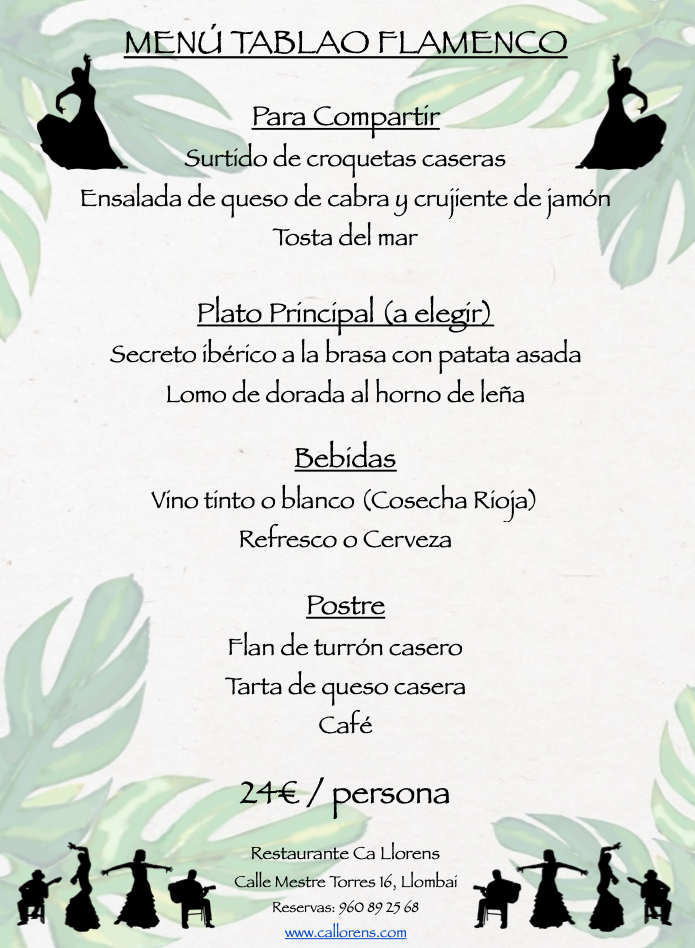 MENÚ TABLAO FLAMENCO
Para Compartir
Surtido de croquetas caseras
Ensalada de queso de cabra y crujiente de jamón
Tosta del mar
Plato Principal (a elegir)
Secreto ibérico a la brasa con patata asada
Lomo de dorada al horno de leña
Bebidas
Vino tinto o blanco (Cosecha Rioja)
Refresco o Cerveza
Postre
Flan de turrón casero
Tarta de queso casera
Café
24€ / persona
Restaurante Ca Llorens
Calle Mestre Torres 16, Llombai
Reservas: 960 89 25 68
www.callorens.com